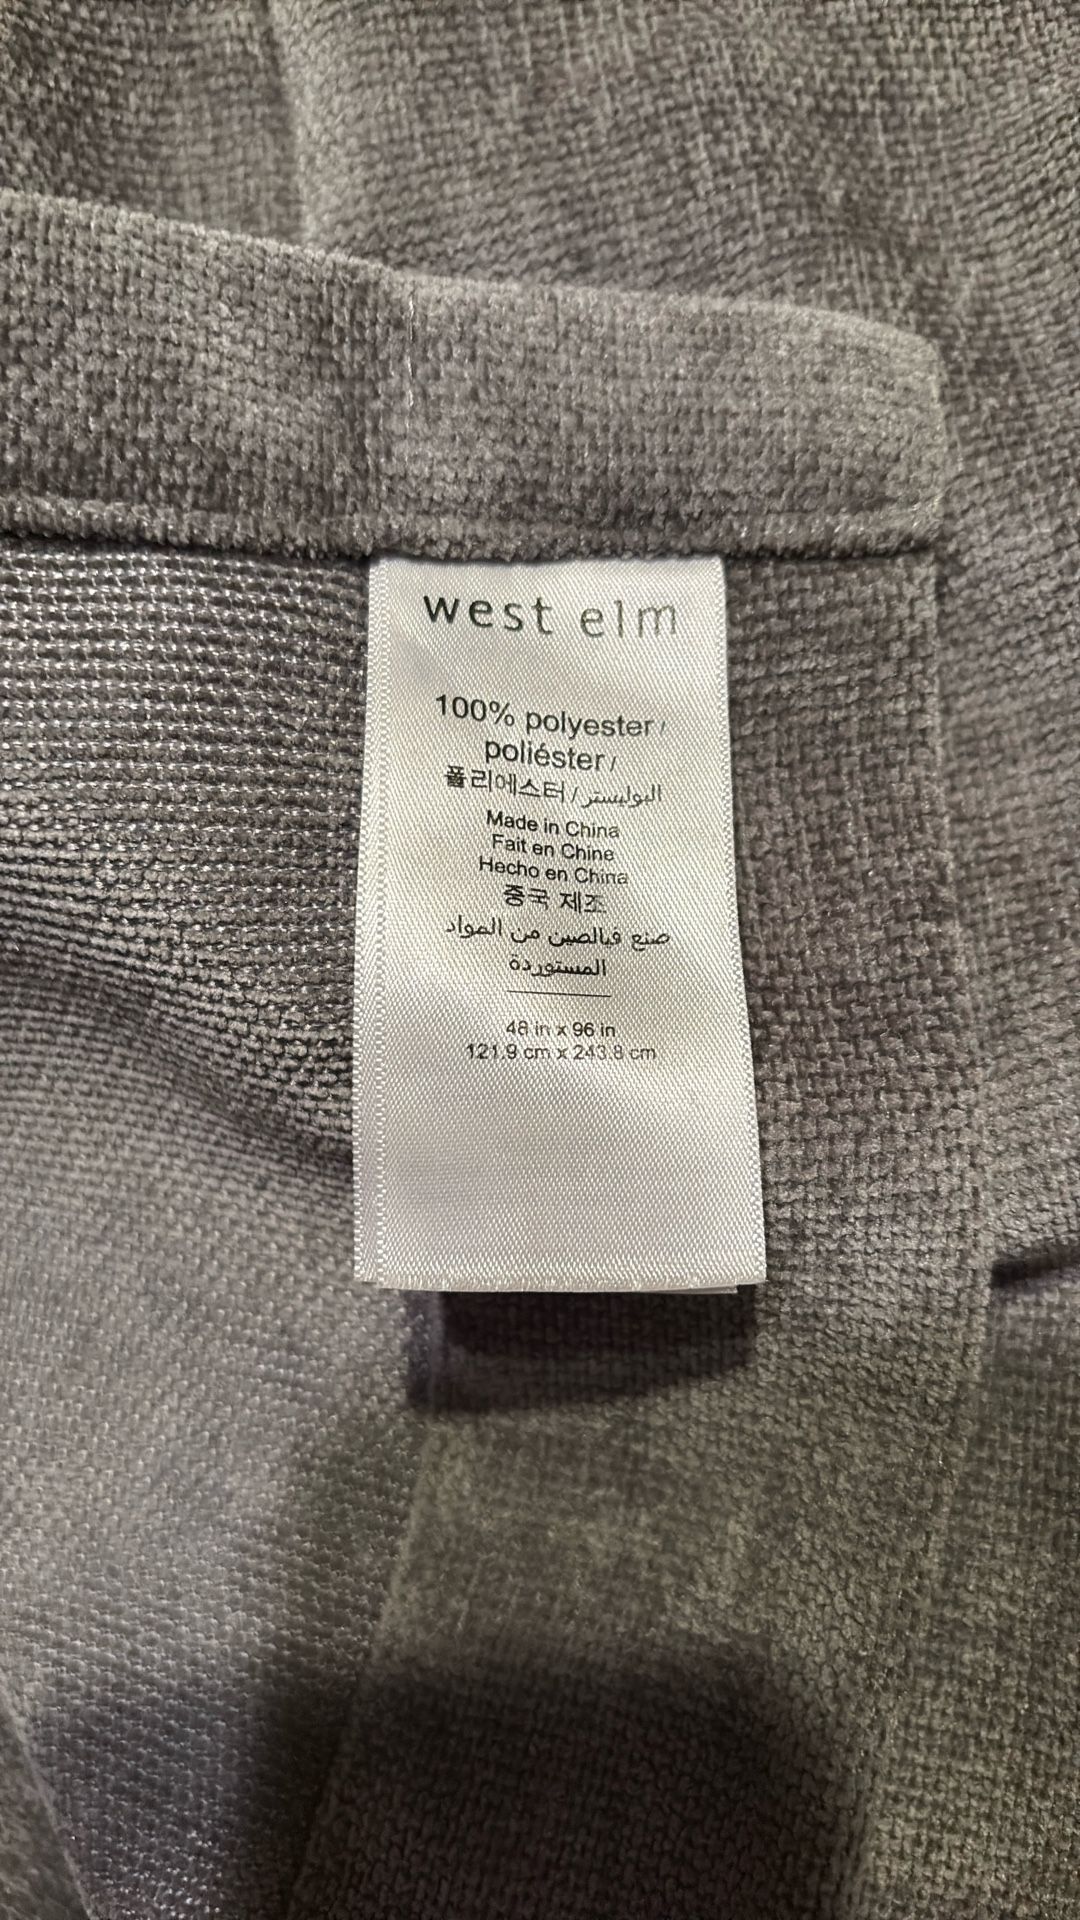 west elm
100% polyester /
poliéster /
폴리에스터 / البوليستر
Made in China
Fait en Chine
Hecho en China
중국 제조
صنع فبالصين من المواد
المستوردة
48 in x 96 in
121.9 cm x 243.8 cm